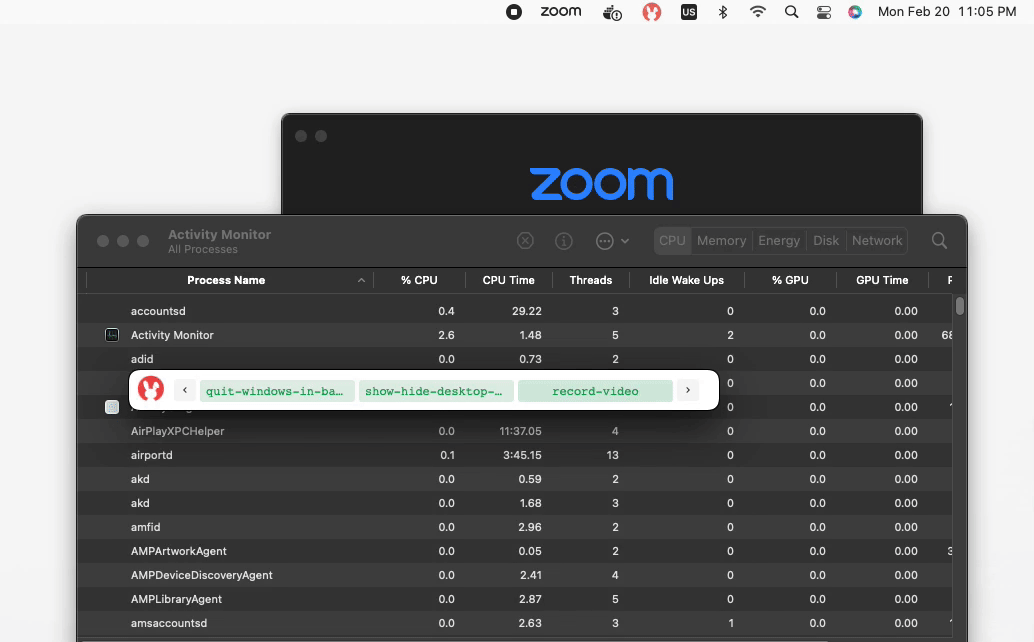 zoom US Mon Feb 20 11:05 PM
zoom
Activity Monitor
All Processes
CPU Memory Energy Disk Network
Process Name % CPU CPU Time Threads Idle Wake Ups % GPU GPU Time
accountsd 0.4 29.22 3 0 0.0 0.00
Activity Monitor 2.6 1.48 5 2 0.0 0.00 68
adid 0.0 0.73 2 0 0.0 0.00
0 0.0 0.00
quit-windows-in-ba… show-hide-desktop-… record-video
0 0.0 0.00
AirPlayXPCHelper 0.0 11:37.05 4 0 0.0 0.00
airportd 0.1 3:45.15 13 0 0.0 0.00
akd 0.0 0.59 2 0 0.0 0.00
akd 0.0 1.68 3 0 0.0 0.00
amfid 0.0 2.96 2 0 0.0 0.00
AMPArtworkAgent 0.0 0.05 2 0 0.0 0.00
AMPDeviceDiscoveryAgent 0.0 2.41 4 0 0.0 0.00
AMPLibraryAgent 0.0 2.87 5 0 0.0 0.00
amsaccountsd 0.0 2.63 3 1 0.0 0.00